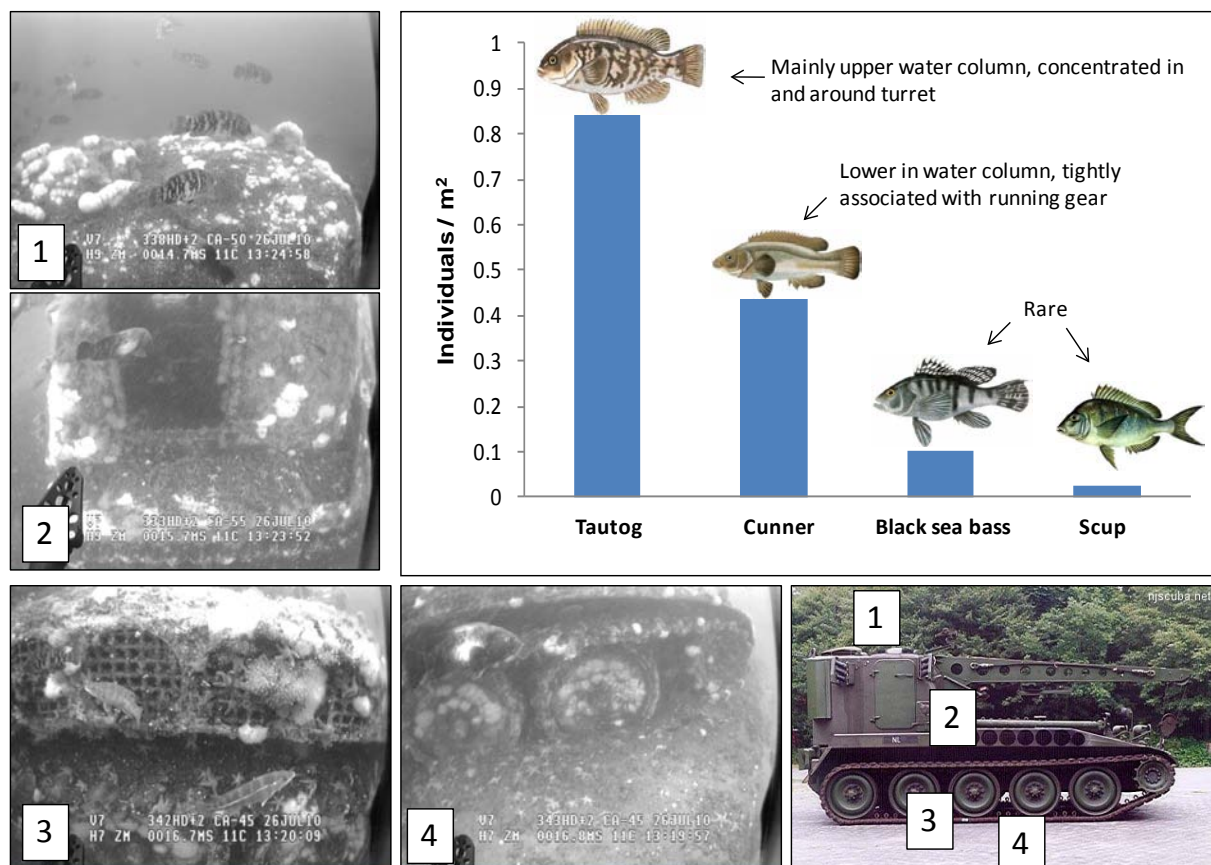 V7 338HD+2 CA-50 26JUL10
H5 ZM 0014.7MS 11C 13:24:58
1
333HD+2 CA-55 26JUL10
H5 ZM 0015.7MS 11C 13:23:52
2
1
0.9
0.8
0.7
0.6
0.5
0.4
0.3
0.2
0.1
0
Individuals / m²
Mainly upper water column, concentrated in
and around turret
Lower in water column, tightly
associated with running gear
Rare
Tautog
Cunner
Black sea bass
Scup
V7 342HD+2 CA-45 26JUL10
H7 ZM 0016.7MS 11C 13:20:09
3
V7 343HD+2 CA-45 26JUL10
H7 ZM 0016.8MS 11C 13:19:57
4
njscuba.net
1
2
NL
3
4